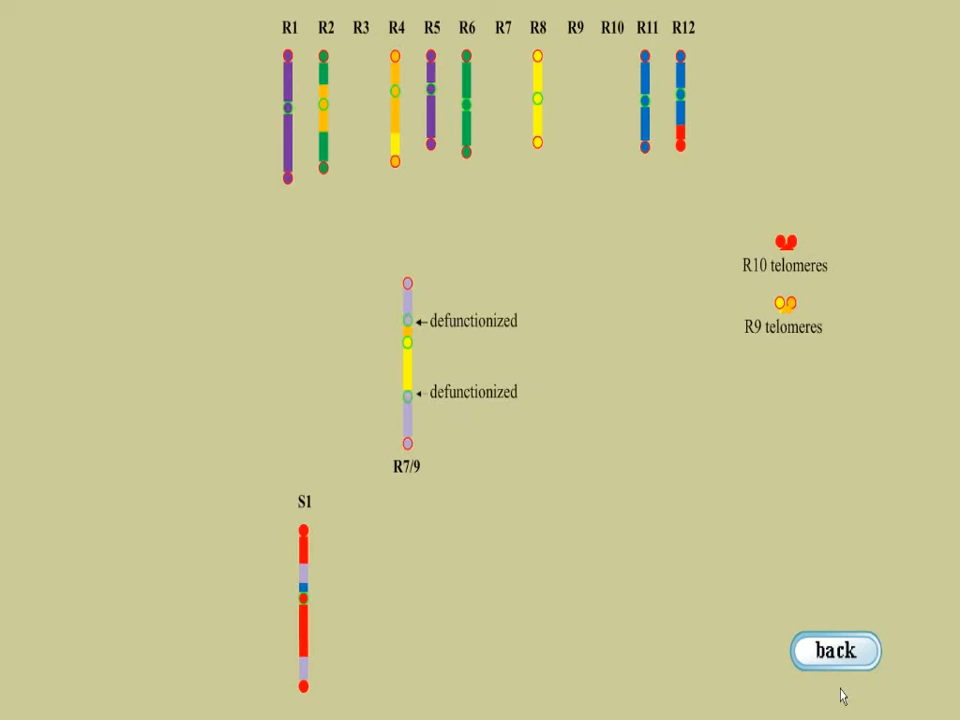 R1 R2 R3 R4 R5 R6 R7 R8 R9 R10 R11 R12
R10 telomeres
defunctionized
R9 telomeres
defunctionized
R7/9
S1
back